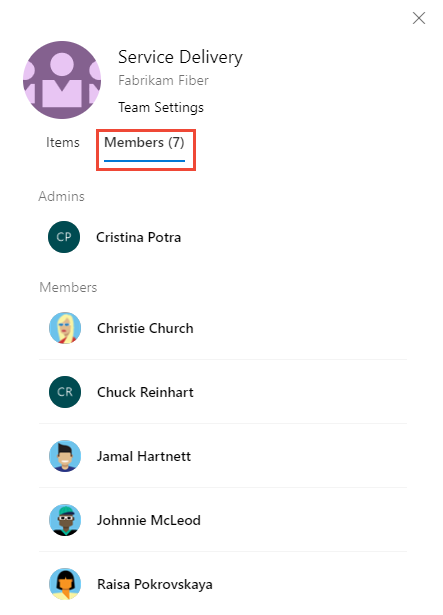 Service Delivery
Fabrikam Fiber
Team Settings
Items Members (7)
Admins
CP Cristina Potra
Members
Christie Church
CR Chuck Reinhart
Jamal Hartnett
Johnnie McLeod
Raisa Pokrovskaya